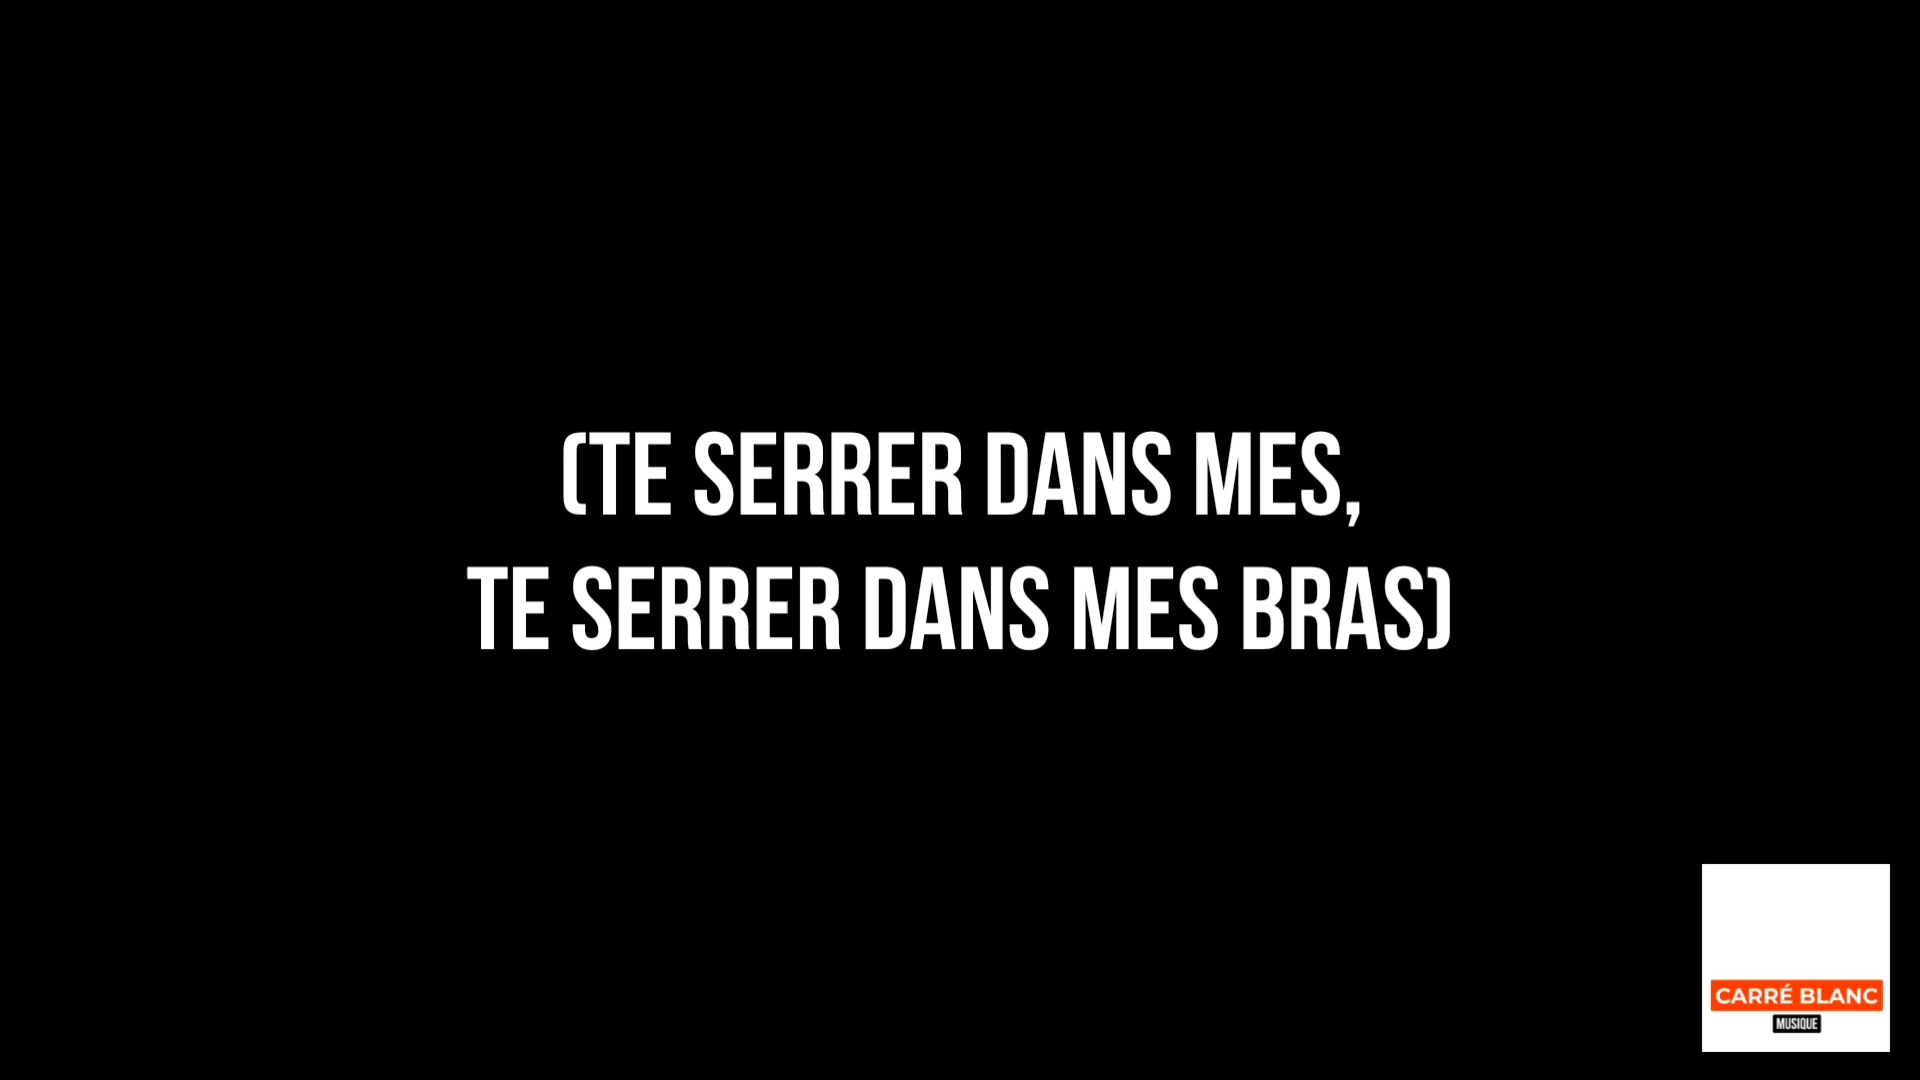 (TE SERRER DANS MES,
TE SERRER DANS MES BRAS)
CARRÉ BLANC
MUSIQUE